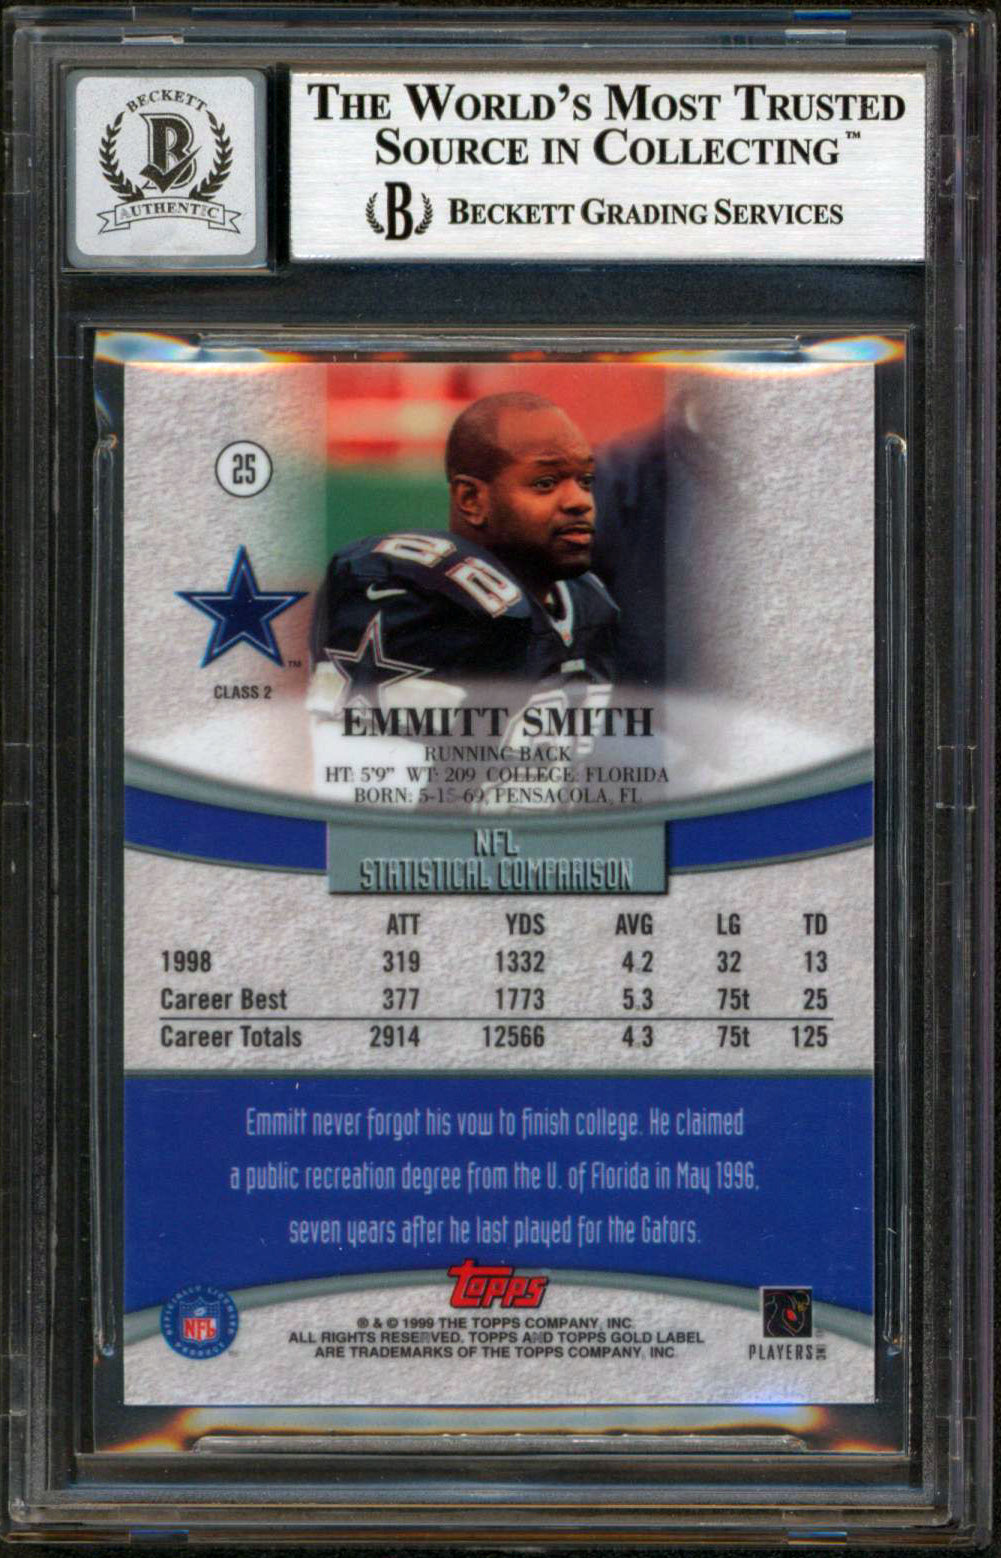 BECKETT
B
AUTHENTIC
THE WORLD'S MOST TRUSTED
SOURCE IN COLLECTING™
B BECKETT GRADING SERVICES
25
22
TM
CLASS 2
EMMITT SMITH
RUNNING BACK
HT: 5'9" WT: 209 COLLEGE: FLORIDA
BORN: 5-15-69, PENSACOLA, FL
NFL
STATISTICAL COMPARISON
ATT YDS AVG LG TD
1998 319 1332 4.2 32 13
Career Best 377 1773 5.3 75t 25
Career Totals 2914 12566 4.3 75t 125
Emmitt never forgot his vow to finish college. He claimed
a public recreation degree from the U. of Florida in May 1996,
seven years after he last played for the Gators.
Topps
OFFICIALLY LICENSED
NFL
PRODUCT
® & © 1999 THE TOPPS COMPANY, INC.
ALL RIGHTS RESERVED. TOPPS AND TOPPS GOLD LABEL
ARE TRADEMARKS OF THE TOPPS COMPANY, INC.
PLAYERS INC